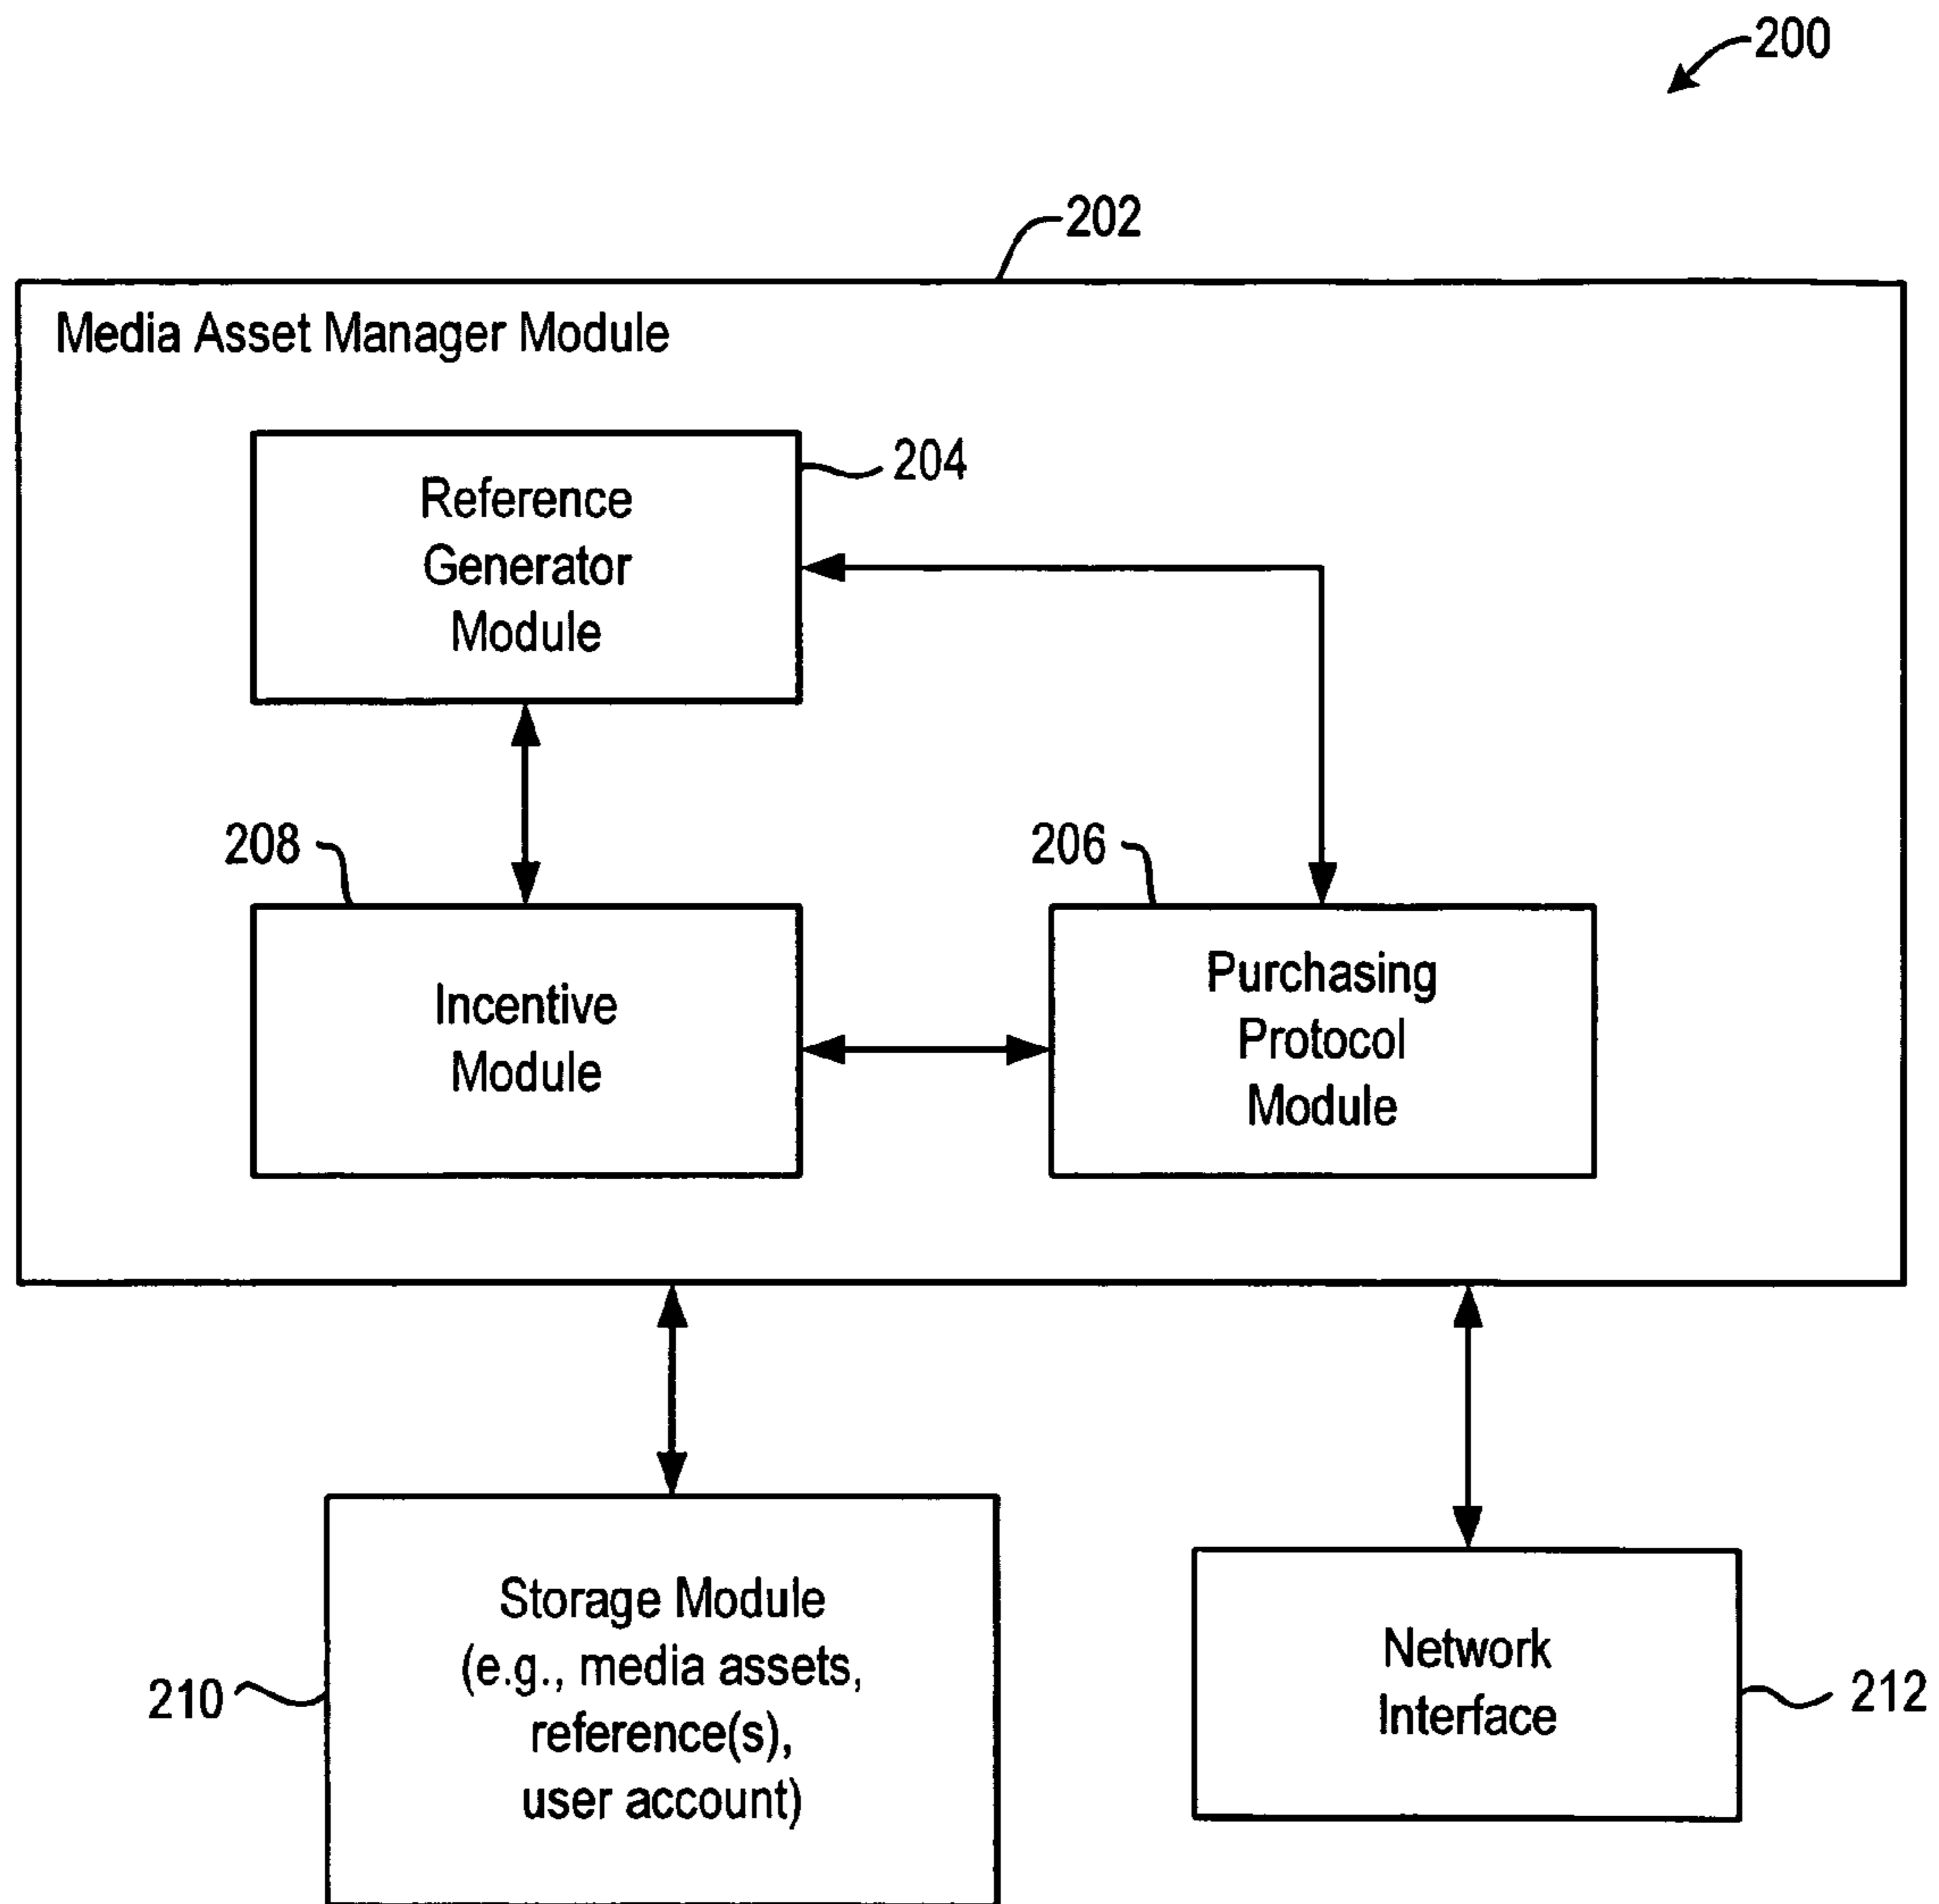 200
202
Media Asset Manager Module
204
Reference
Generator
Module
208
206
Incentive
Module
Purchasing
Protocol
Module
Storage Module
(e.g., media assets,
reference(s),
user account)
210
Network
Interface
212